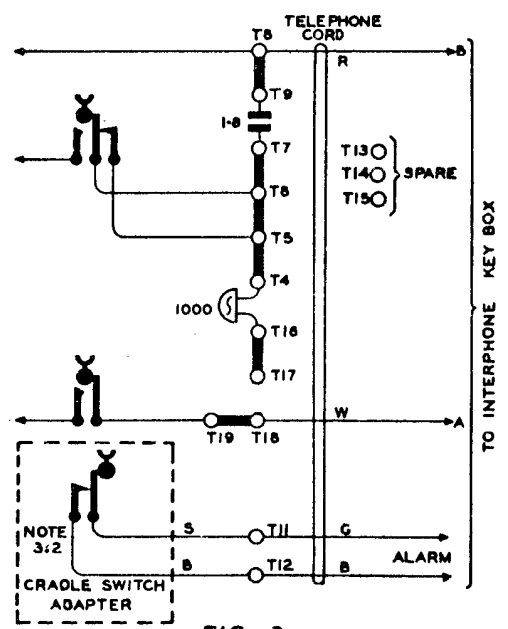 TELEPHONE
CORD
T8
R
B
T9
1·8
T7
T13
T14
T15
SPARE
T6
T5
T4
1000
T16
T17
TO INTERPHONE KEY BOX
W
A
T19
T18
NOTE
3:2
S
T11
G
ALARM
B
T12
B
CRADLE SWITCH
ADAPTER